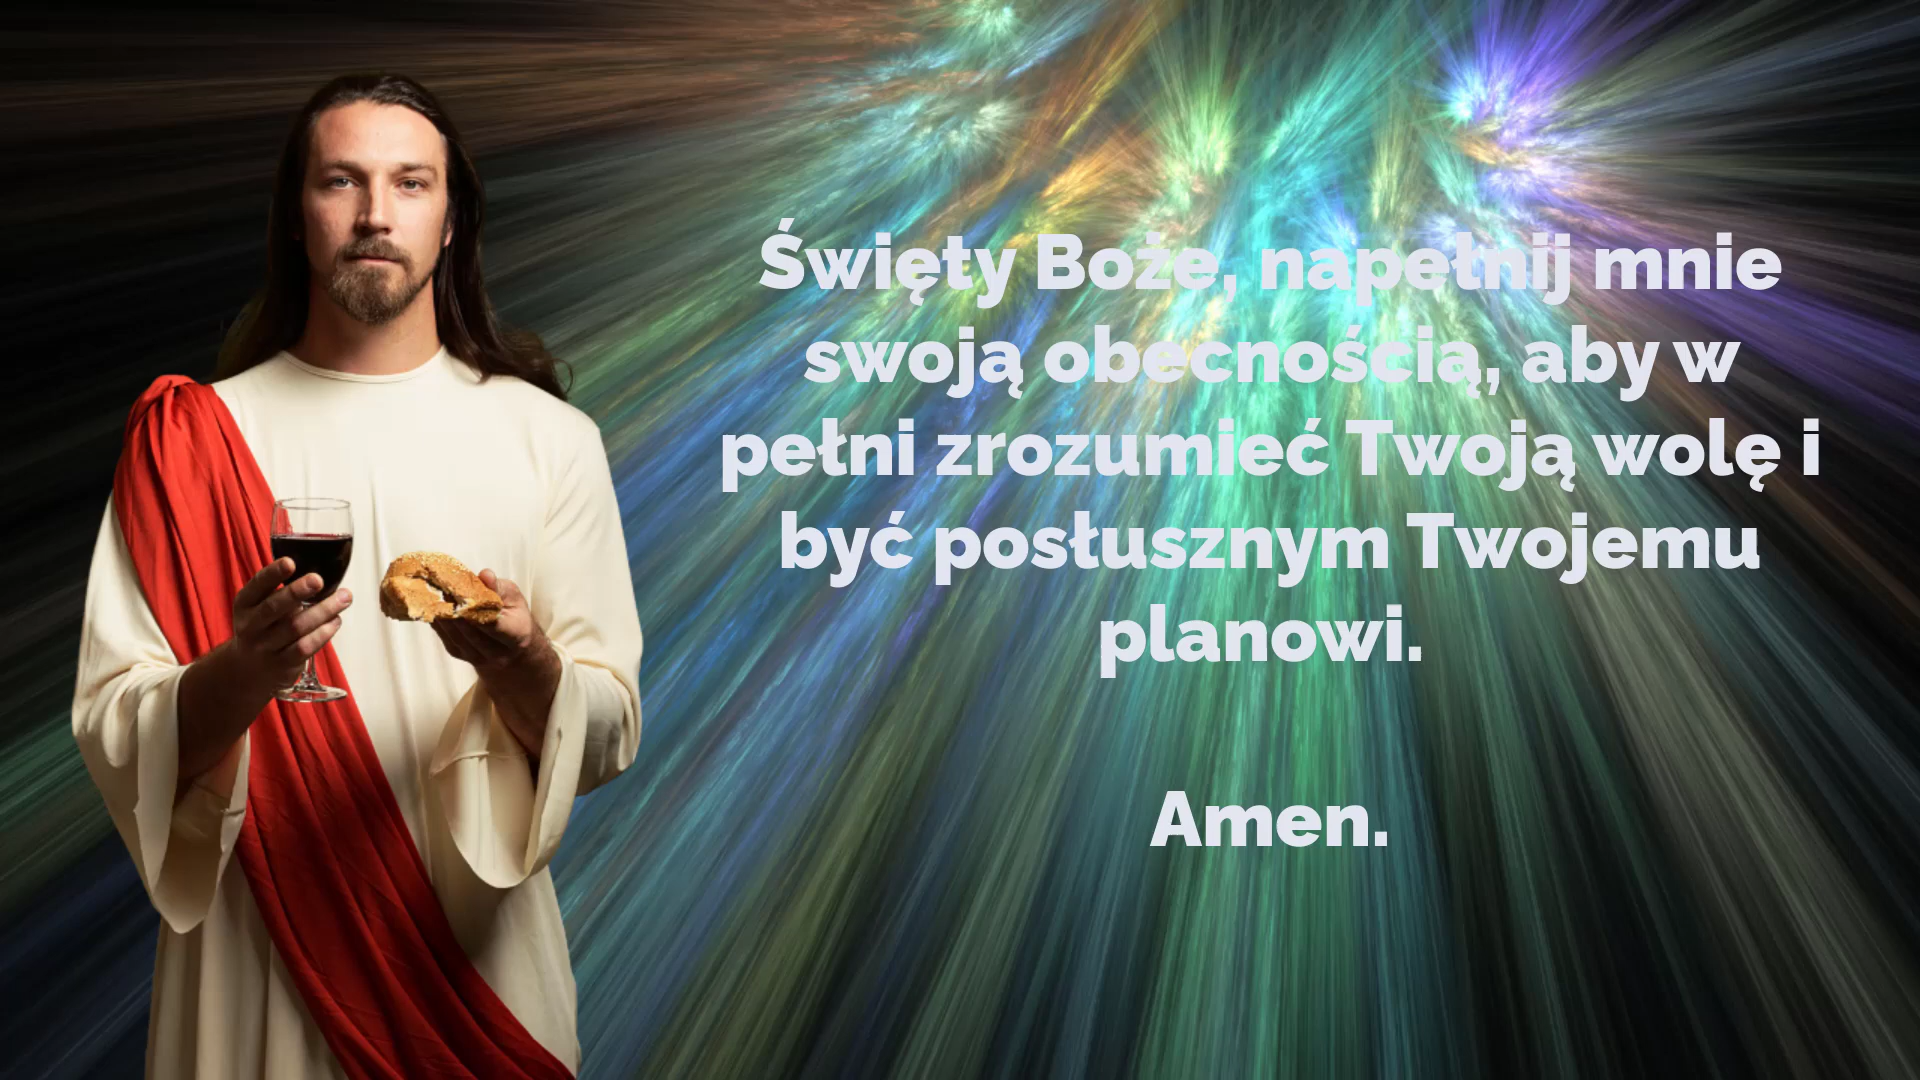 Święty Boże, napełnij mnie
swoją obecnością, aby w
pełni zrozumieć Twoją wolę i
być posłusznym Twojemu
planowi.
Amen.